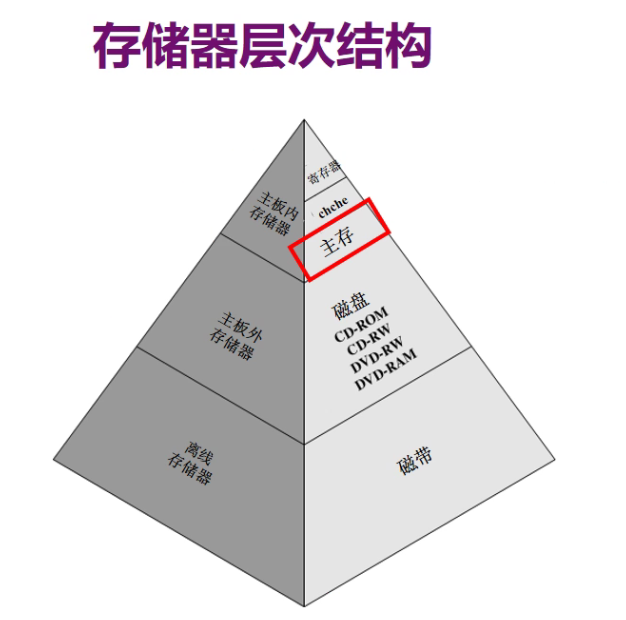 存储器层次结构
寄存器
chche
主存
主板内
存储器
磁盘
CD-ROM
CD-RW
DVD-RW
DVD-RAM
主板外
存储器
离线
存储器
磁带